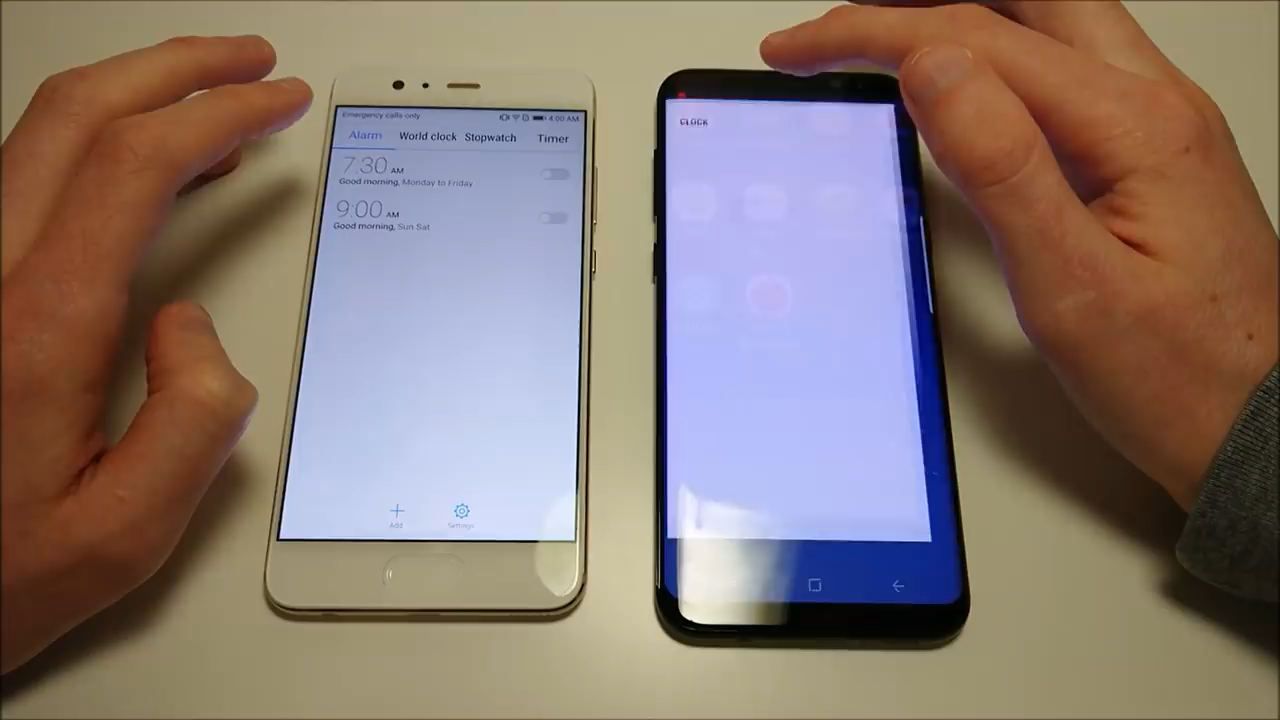 Emergency calls only 4:00 AM
Alarm World clock Stopwatch Timer
7:30 AM
Good morning, Monday to Friday
9:00 AM
Good morning, Sun Sat
Add Settings
CLOCK